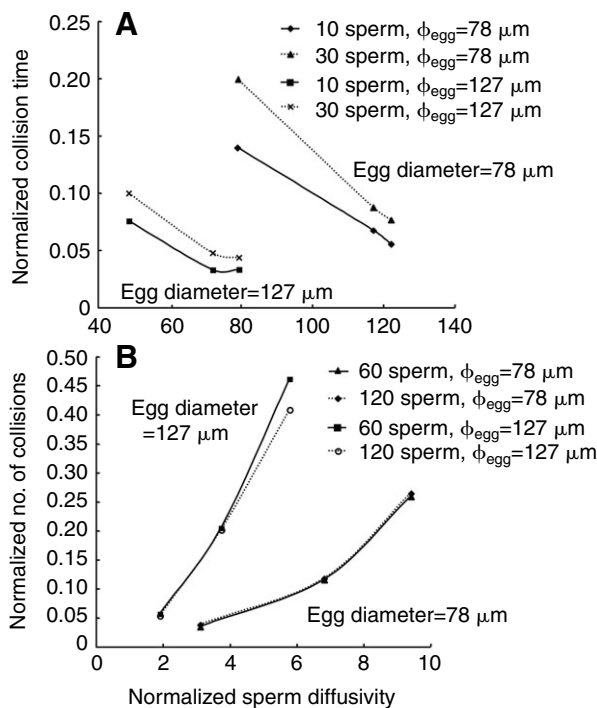 A
10 sperm, ϕegg=78 μm
30 sperm, ϕegg=78 μm
10 sperm, ϕegg=127 μm
30 sperm, ϕegg=127 μm
Normalized collision time
0.25
0.20
0.15
0.10
0.05
0
Egg diameter=78 μm
Egg diameter=127 μm
40 60 80 100 120 140
B
60 sperm, ϕegg=78 μm
120 sperm, ϕegg=78 μm
60 sperm, ϕegg=127 μm
120 sperm, ϕegg=127 μm
Normalized no. of collisions
0.50
0.45
0.40
0.35
0.30
0.25
0.20
0.15
0.10
0.05
0
Egg diameter
=127 μm
Egg diameter=78 μm
0 2 4 6 8 10
Normalized sperm diffusivity